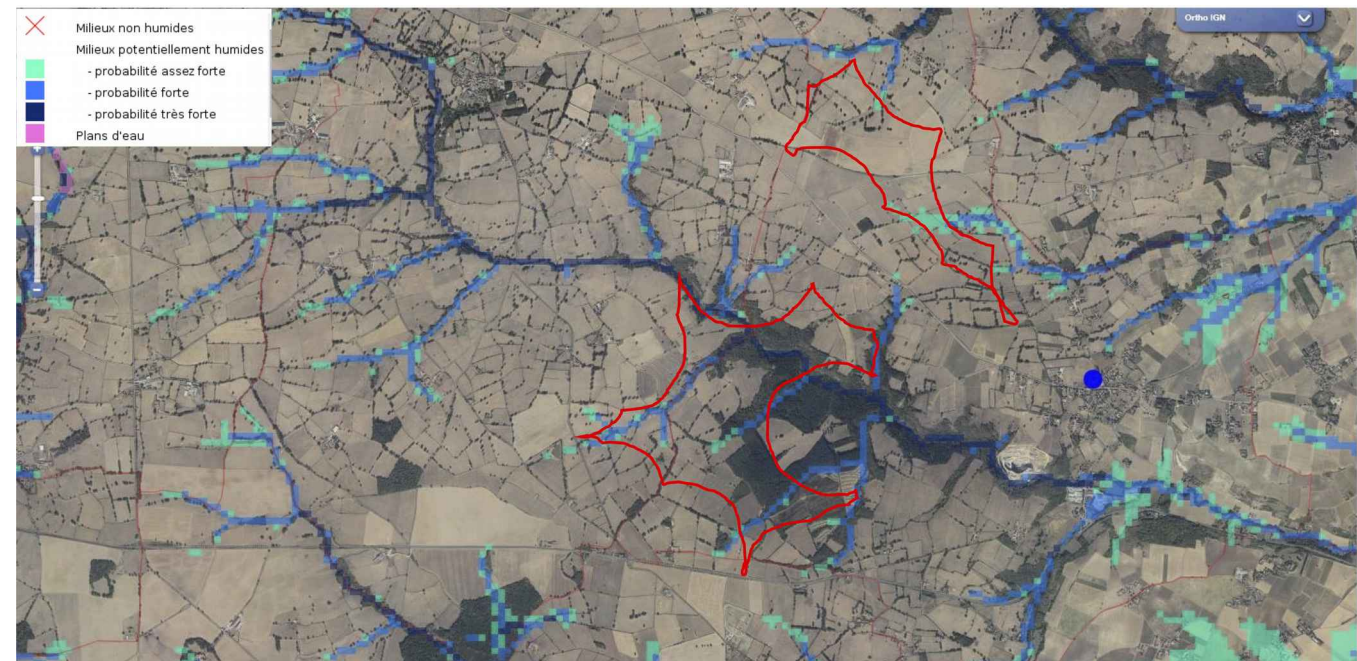 Milieux non humides
Milieux potentiellement humides
- probabilité assez forte
- probabilité forte
- probabilité très forte
Plans d'eau
Ortho IGN